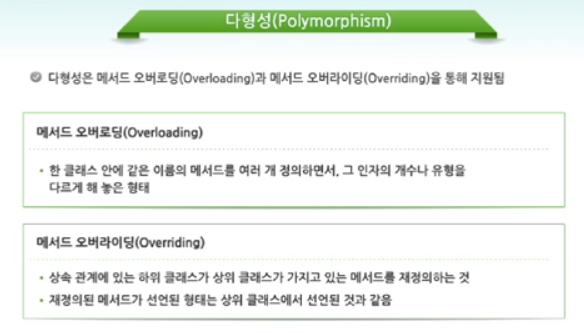 다형성(Polymorphism)
다형성은 메서드 오버로딩(Overloading)과 메서드 오버라이딩(Overriding)을 통해 지원됨
메서드 오버로딩(Overloading)
• 한 클래스 안에 같은 이름의 메서드를 여러 개 정의하면서, 그 인자의 개수나 유형을
다르게 해 놓은 형태
메서드 오버라이딩(Overriding)
• 상속 관계에 있는 하위 클래스가 상위 클래스가 가지고 있는 메서드를 재정의하는 것
• 재정의된 메서드가 선언된 형태는 상위 클래스에서 선언된 것과 같음